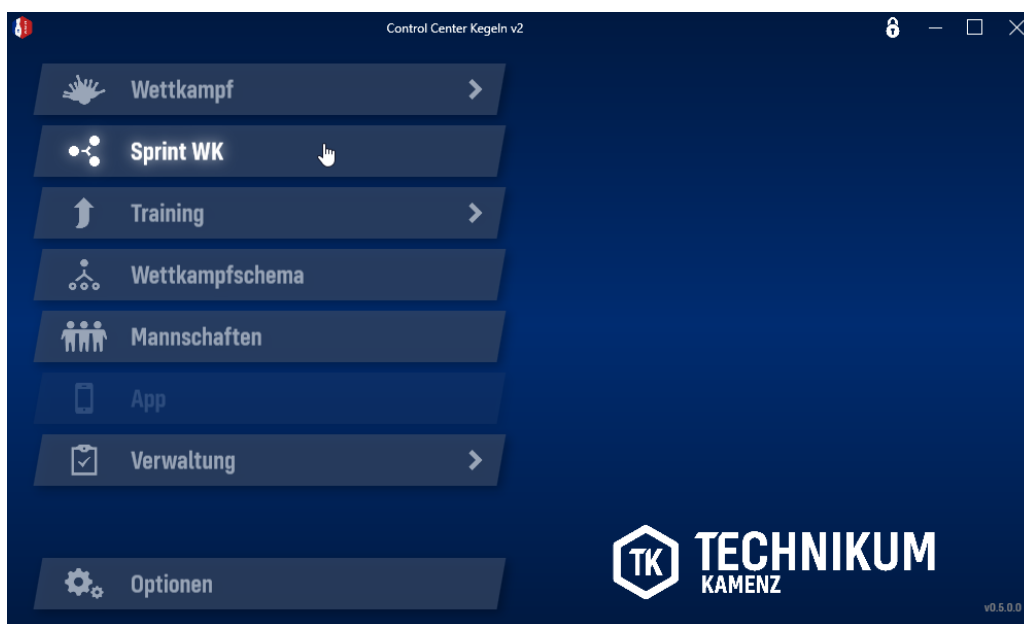 Control Center Kegeln v2
Wettkampf
Sprint WK
Training
Wettkampfschema
Mannschaften
App
Verwaltung
Optionen
TK
TECHNIKUM
KAMENZ
v0.5.0.0